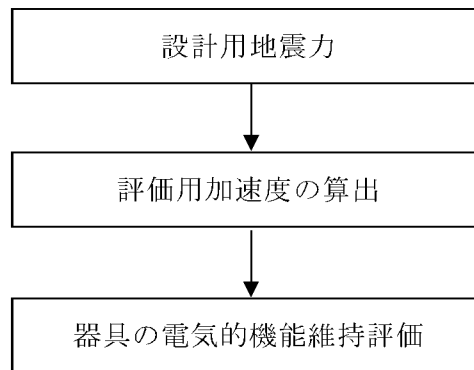 設計用地震力
評価用加速度の算出
器具の電気的機能維持評価